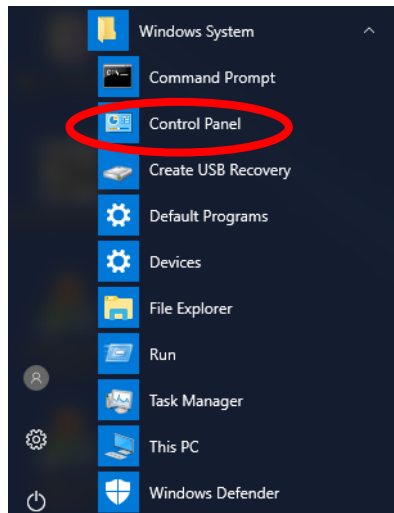 Windows System
Command Prompt
Control Panel
Create USB Recovery
Default Programs
Devices
File Explorer
Run
Task Manager
This PC
Windows Defender